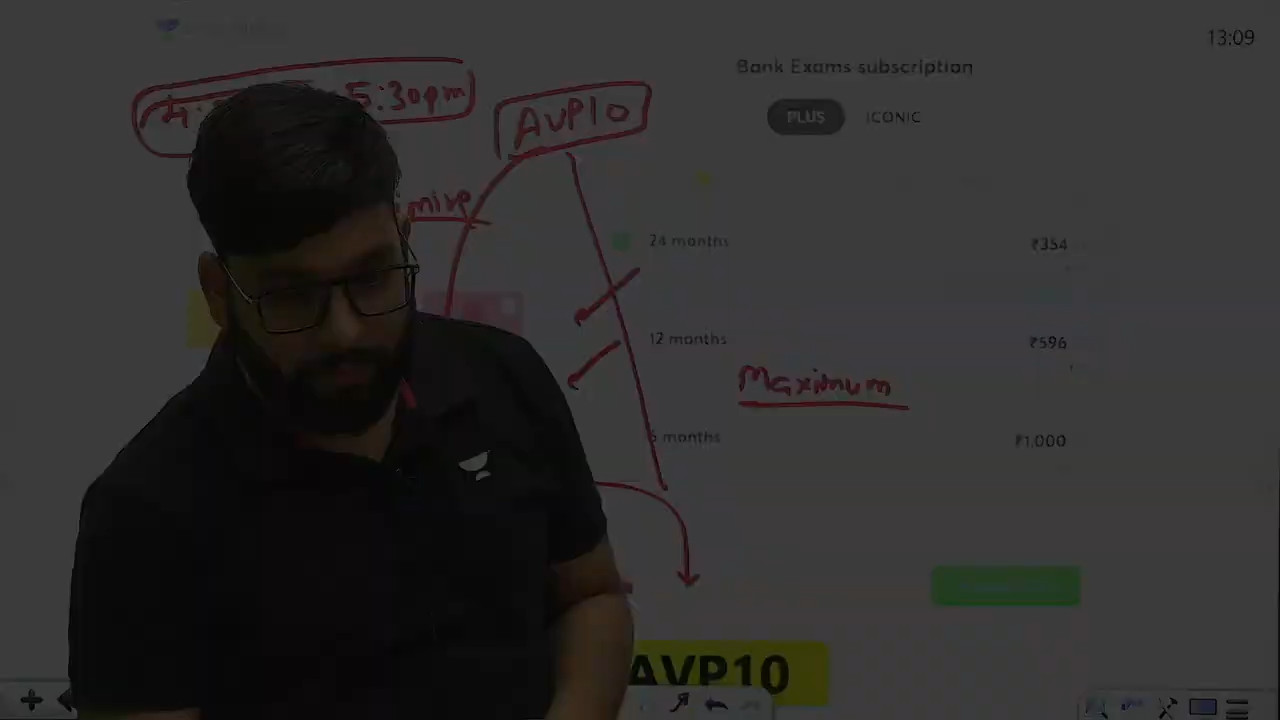 13:09
Bank Exams subscription
5:30pm
AVP10
PLUS ICONIC
24 months ₹354
12 months ₹596
Maximum
6 months ₹1,000
AVP10